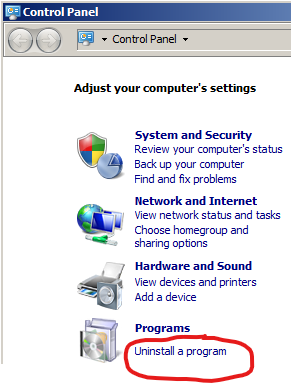 Control Panel
Control Panel
Adjust your computer's settings
System and Security
Review your computer's status
Back up your computer
Find and fix problems
Network and Internet
View network status and tasks
Choose homegroup and
sharing options
Hardware and Sound
View devices and printers
Add a device
Programs
Uninstall a program